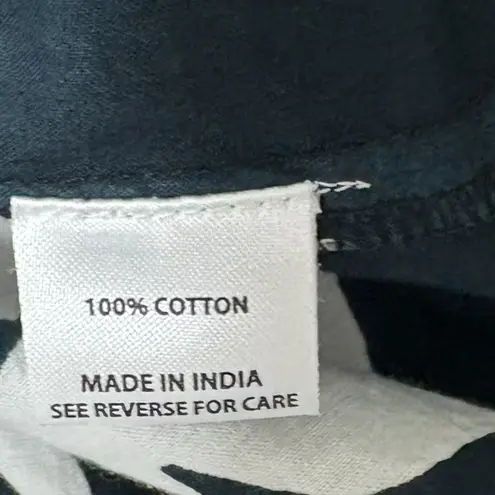 100% COTTON
MADE IN INDIA
SEE REVERSE FOR CARE